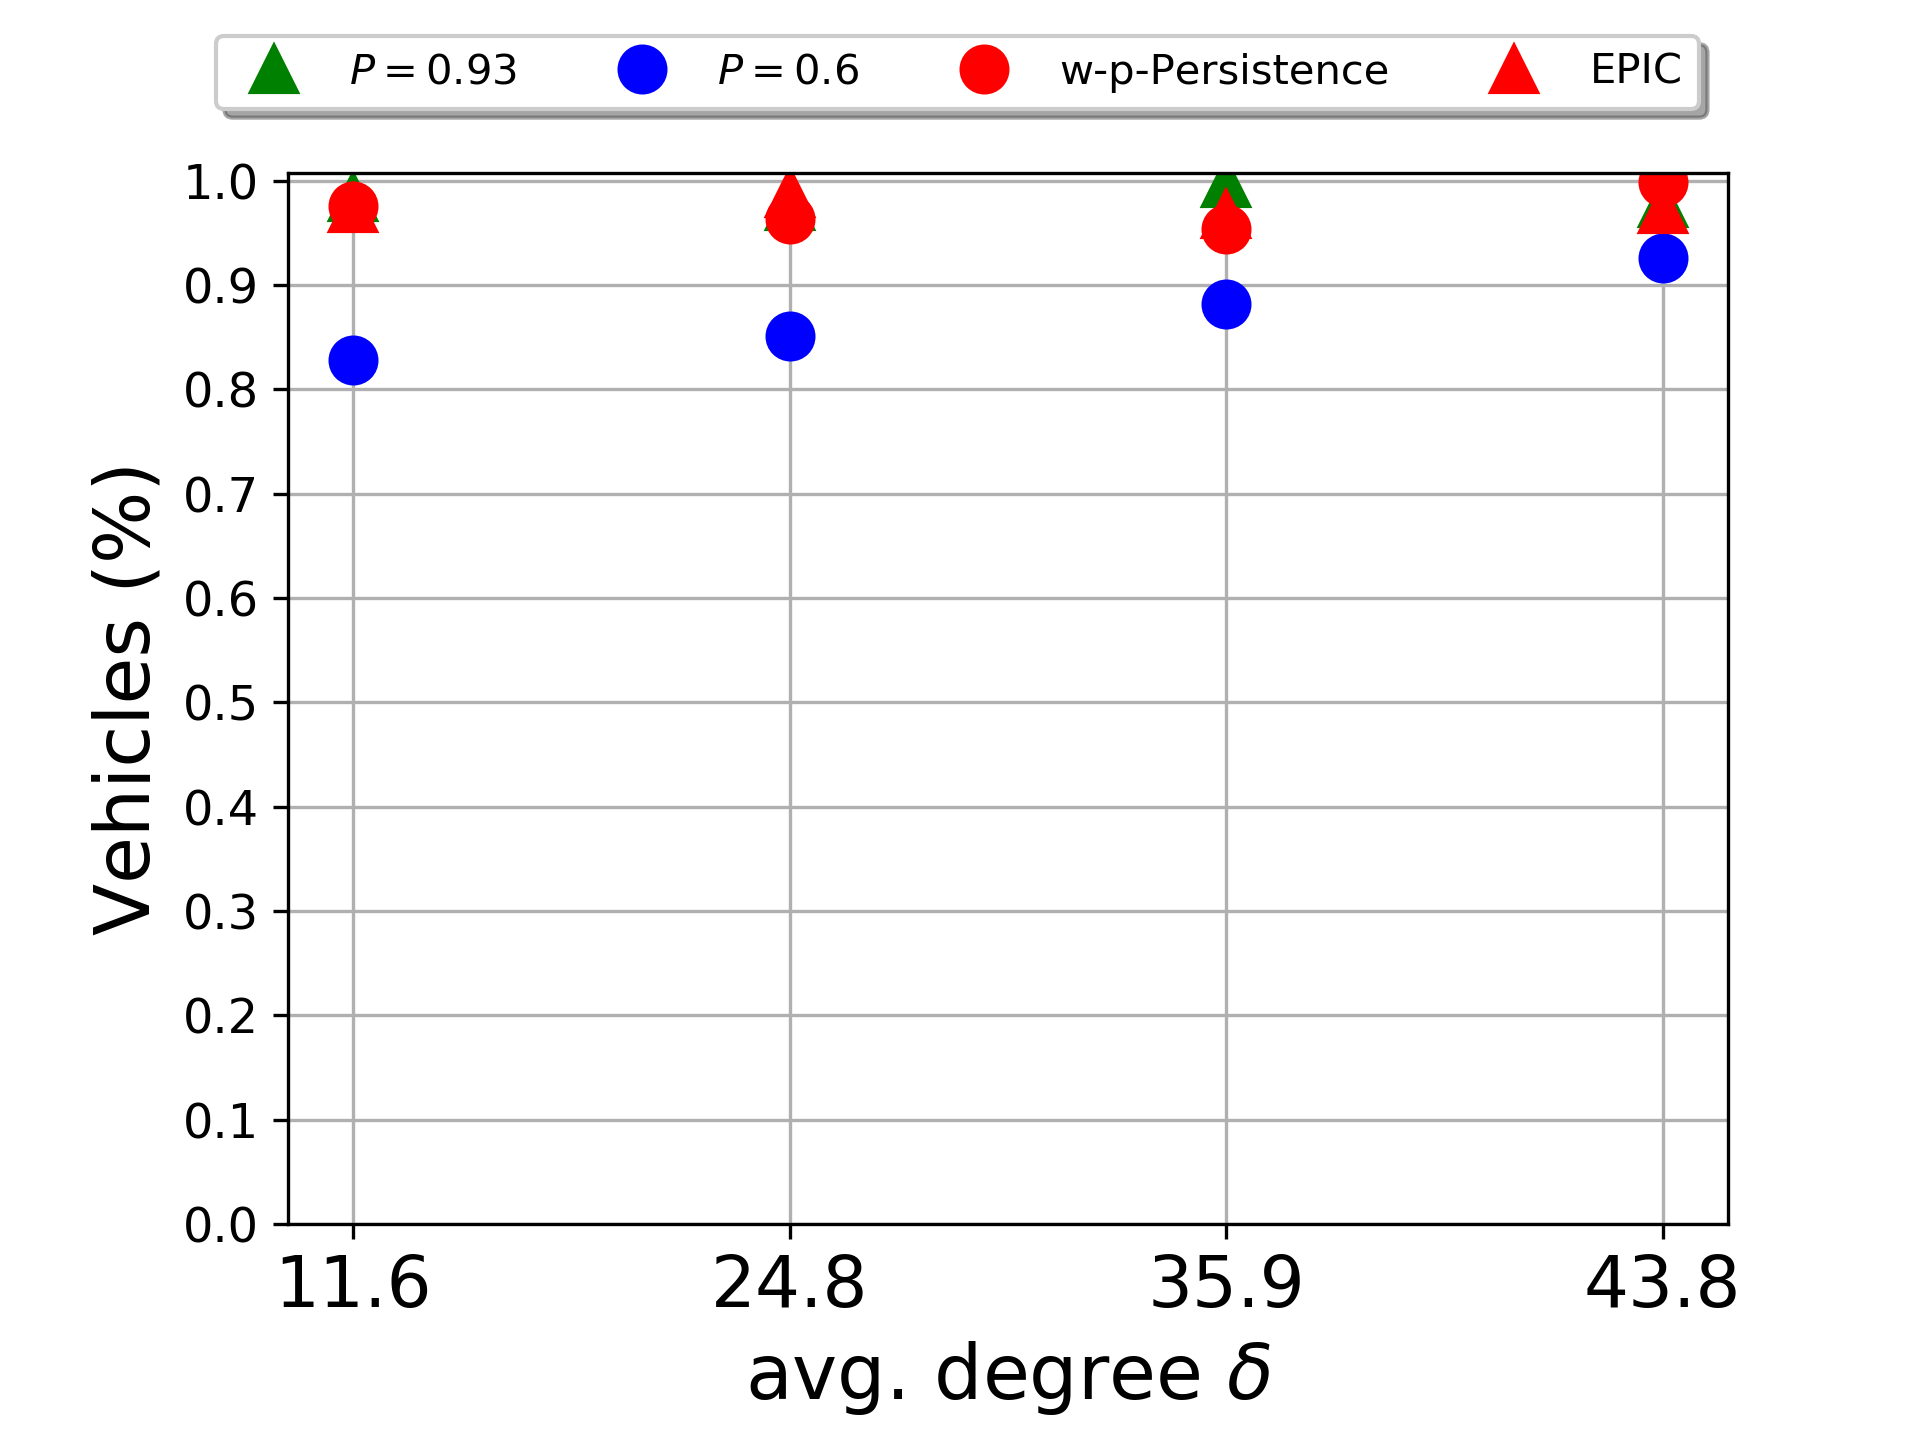 P = 0.93 P = 0.6 w-p-Persistence EPIC
1.0
0.9
0.8
0.7
0.6
0.5
0.4
0.3
0.2
0.1
0.0
Vehicles (%)
11.6 24.8 35.9 43.8
avg. degree δ